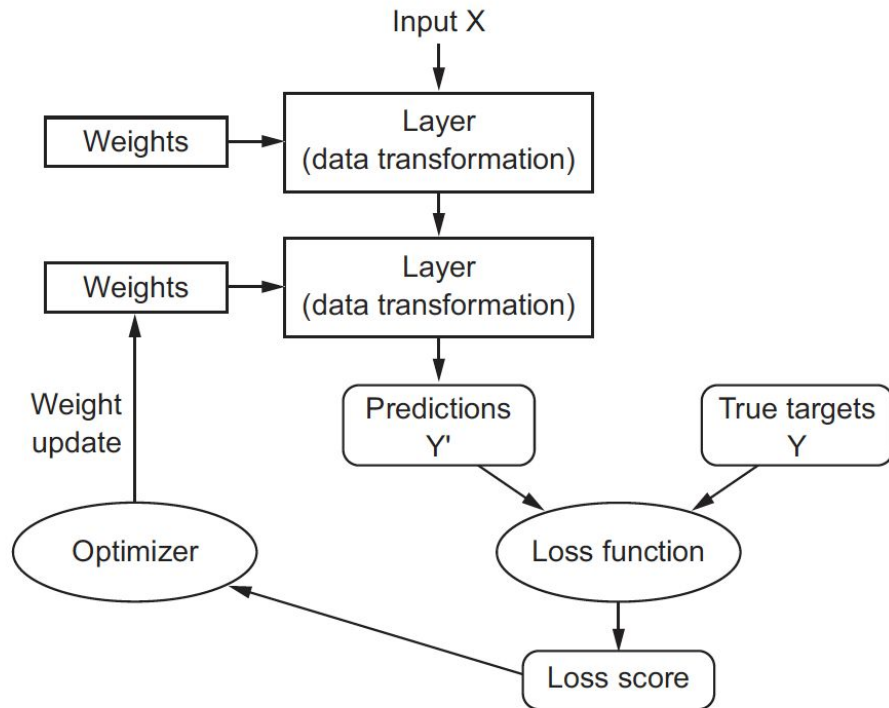 Input X
Weights
Layer
(data transformation)
Weights
Layer
(data transformation)
Weight
update
Predictions
Y'
True targets
Y
Optimizer
Loss function
Loss score